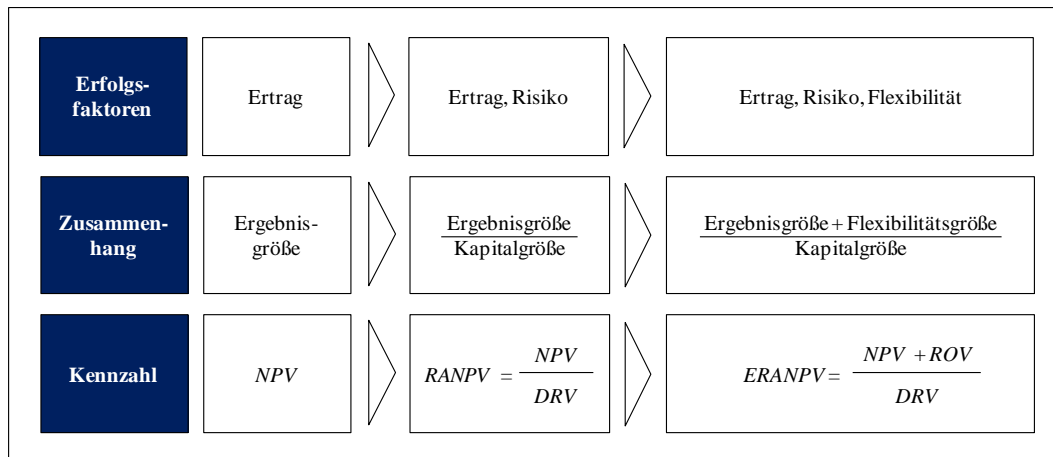 Erfolgs-
faktoren
Ertrag
Ertrag, Risiko
Ertrag, Risiko, Flexibilität
Zusammen-
hang
Ergebnis-
größe
Ergebnisgröße
Kapitalgröße
Ergebnisgröße + Flexibilitätsgröße
Kapitalgröße
Kennzahl
NPV
RANPV =
NPV
DRV
ERANPV =
NPV + ROV
DRV